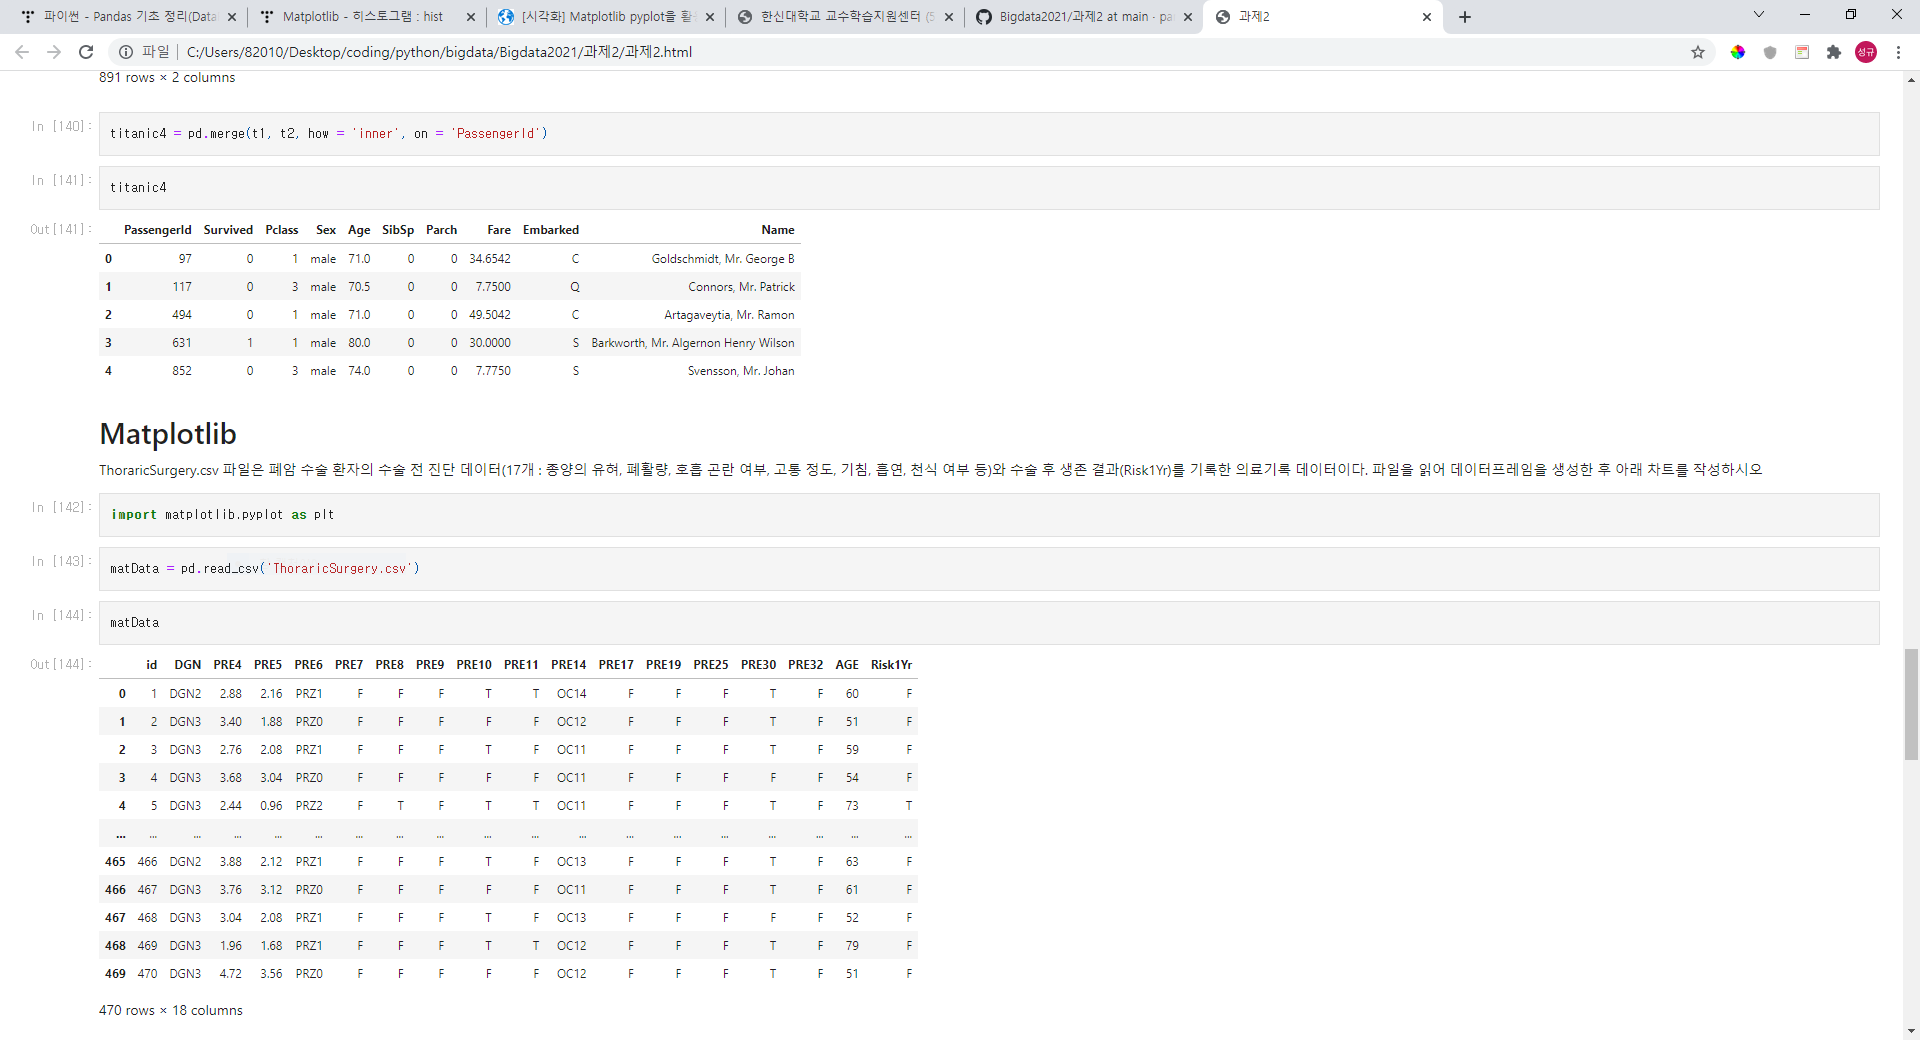 파이썬 - Pandas 기초 정리(Data
Matplotlib - 히스토그램 : hist
[시각화] Matplotlib pyplot을 활
한신대학교 교수학습지원센터 (5
Bigdata2021/과제2 at main · pa
과제2
파일 C:/Users/82010/Desktop/coding/python/bigdata/Bigdata2021/과제2/과제2.html
성규
891 rows × 2 columns
In [140]: titanic4 = pd.merge(t1, t2, how = 'inner', on = 'PassengerId')
In [141]: titanic4
Out[141]: PassengerId Survived Pclass Sex Age SibSp Parch Fare Embarked Name
0 97 0 1 male 71.0 0 0 34.6542 C Goldschmidt, Mr. George B
1 117 0 3 male 70.5 0 0 7.7500 Q Connors, Mr. Patrick
2 494 0 1 male 71.0 0 0 49.5042 C Artagaveytia, Mr. Ramon
3 631 1 1 male 80.0 0 0 30.0000 S Barkworth, Mr. Algernon Henry Wilson
4 852 0 3 male 74.0 0 0 7.7750 S Svensson, Mr. Johan
Matplotlib
ThoraricSurgery.csv 파일은 폐암 수술 환자의 수술 전 진단 데이터(17개 : 종양의 유혀, 폐활량, 호흡 곤란 여부, 고통 정도, 기침, 흡연, 천식 여부 등)와 수술 후 생존 결과(Risk1Yr)를 기록한 의료기록 데이터이다. 파일을 읽어 데이터프레임을 생성한 후 아래 차트를 작성하시오
In [142]: import matplotlib.pyplot as plt
In [143]: matData = pd.read_csv('ThoraricSurgery.csv')
In [144]: matData
Out[144]: id DGN PRE4 PRE5 PRE6 PRE7 PRE8 PRE9 PRE10 PRE11 PRE14 PRE17 PRE19 PRE25 PRE30 PRE32 AGE Risk1Yr
0 1 DGN2 2.88 2.16 PRZ1 F F F T T OC14 F F F T F 60 F
1 2 DGN3 3.40 1.88 PRZ0 F F F F F OC12 F F F T F 51 F
2 3 DGN3 2.76 2.08 PRZ1 F F F T F OC11 F F F T F 59 F
3 4 DGN3 3.68 3.04 PRZ0 F F F F F OC11 F F F F F 54 F
4 5 DGN3 2.44 0.96 PRZ2 F T F T T OC11 F F F T F 73 T
... ... ... ... ... ... ... ... ... ... ... ... ... ... ... ... ... ... ...
465 466 DGN2 3.88 2.12 PRZ1 F F F T F OC13 F F F T F 63 F
466 467 DGN3 3.76 3.12 PRZ0 F F F F F OC11 F F F T F 61 F
467 468 DGN3 3.04 2.08 PRZ1 F F F T F OC13 F F F F F 52 F
468 469 DGN3 1.96 1.68 PRZ1 F F F T T OC12 F F F T F 79 F
469 470 DGN3 4.72 3.56 PRZ0 F F F F F OC12 F F F T F 51 F
470 rows × 18 columns